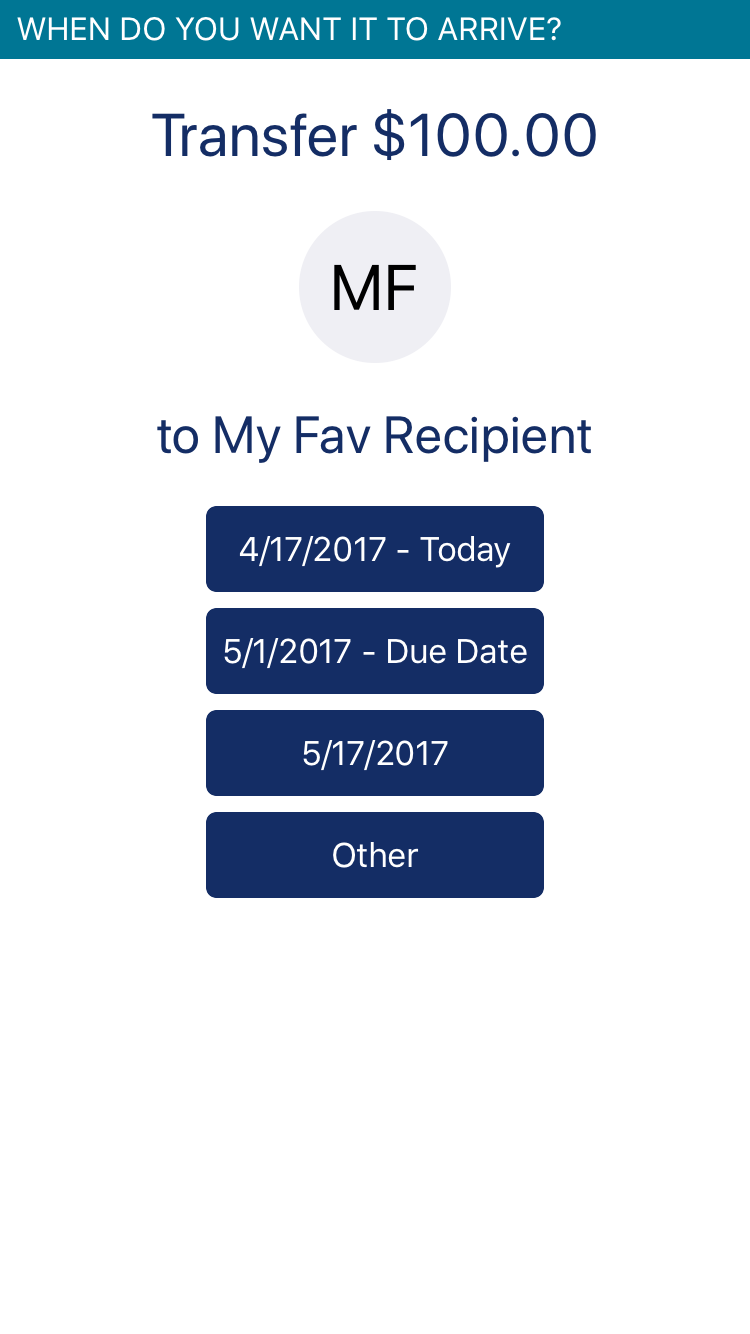 WHEN DO YOU WANT IT TO ARRIVE?
Transfer $100.00
MF
to My Fav Recipient
4/17/2017 - Today
5/1/2017 - Due Date
5/17/2017
Other